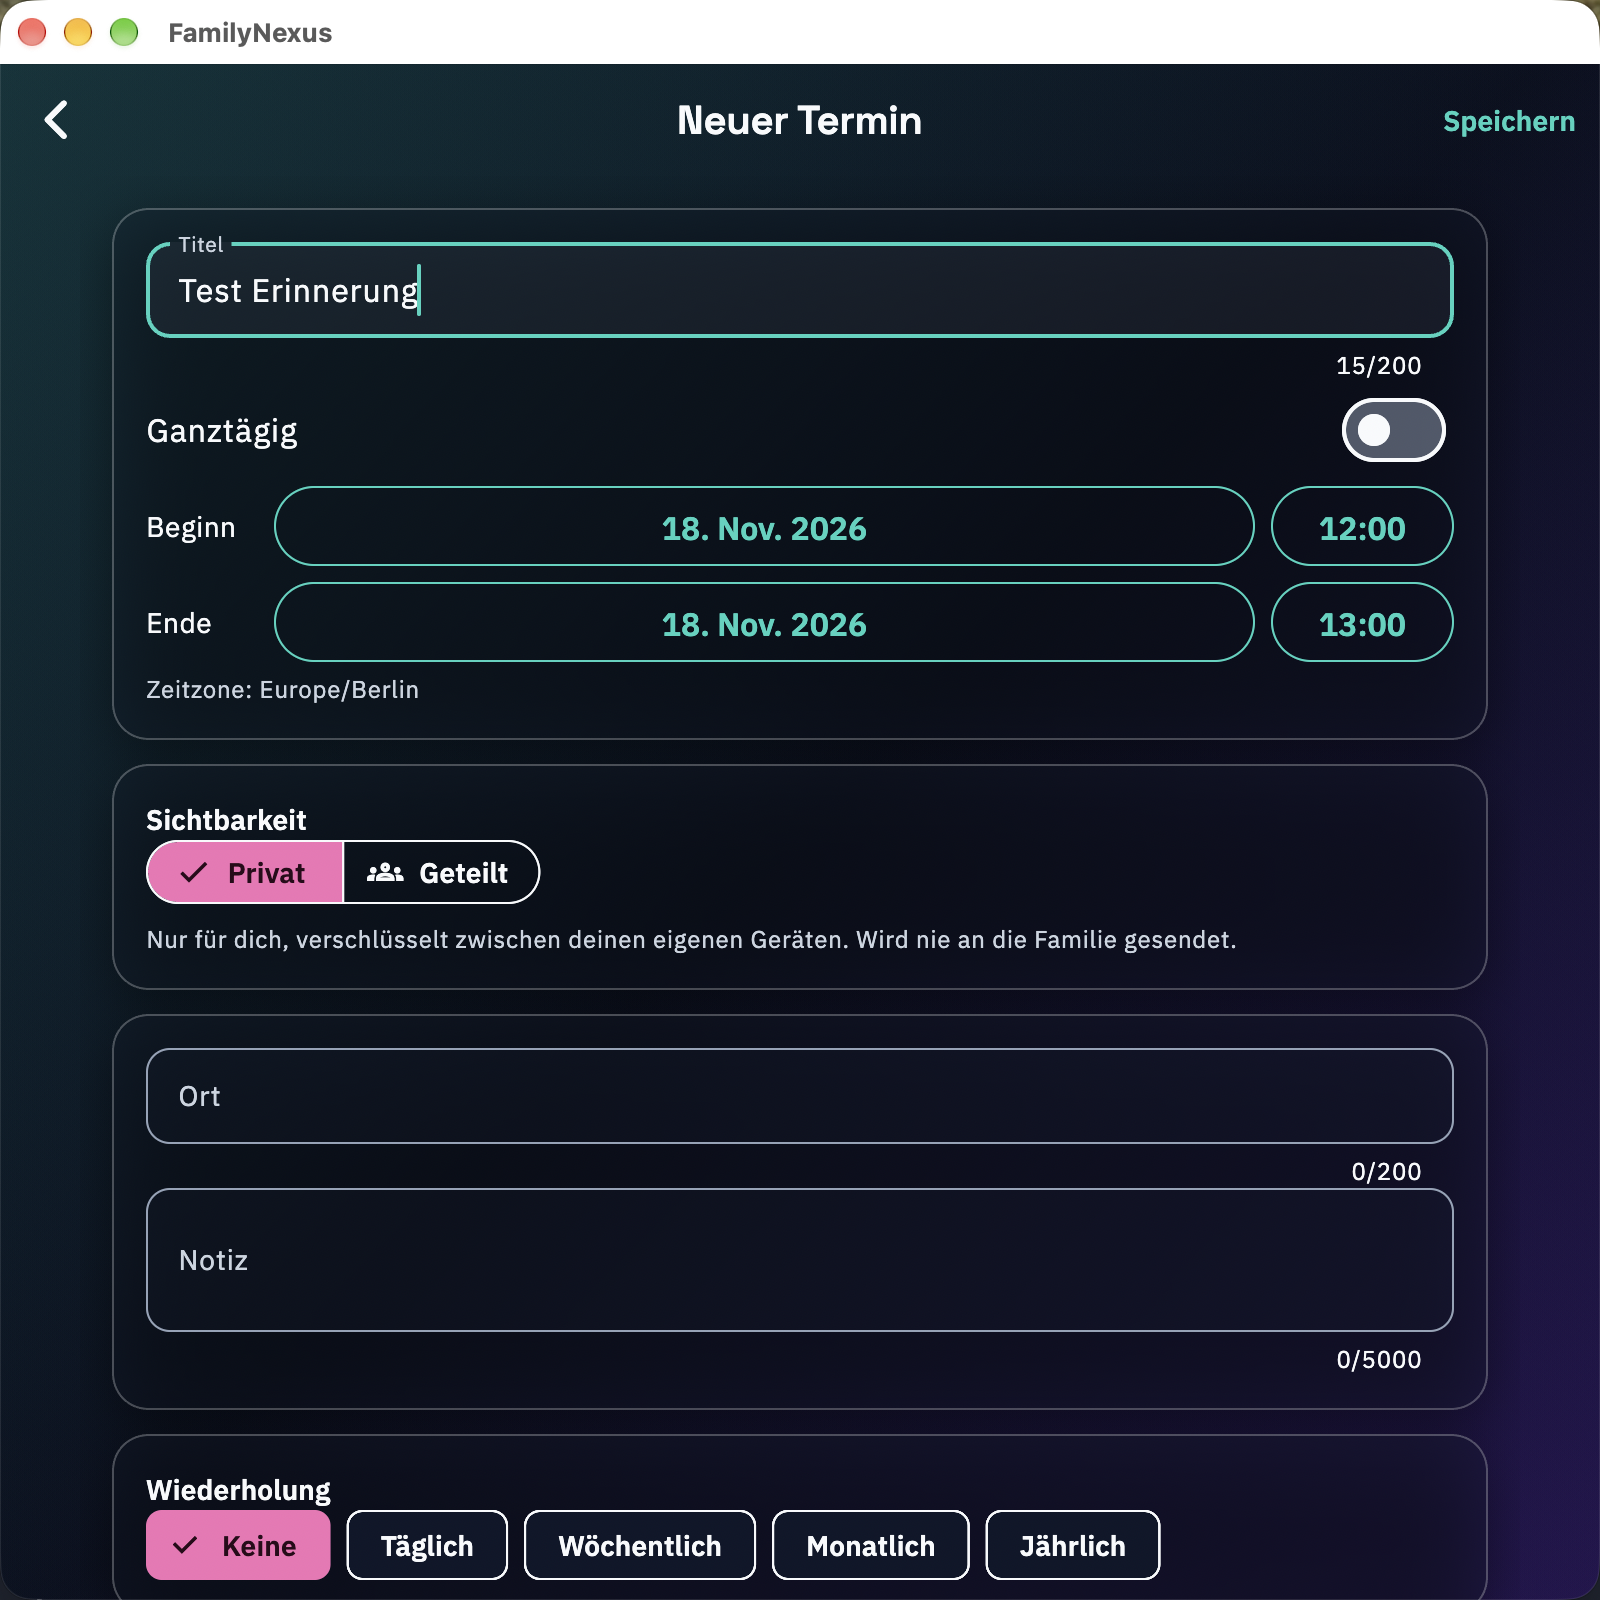 FamilyNexus
Neuer Termin
Speichern
Titel
Test Erinnerung
15/200
Ganztägig
Beginn
18. Nov. 2026
12:00
Ende
18. Nov. 2026
13:00
Zeitzone: Europe/Berlin
Sichtbarkeit
Privat
Geteilt
Nur für dich, verschlüsselt zwischen deinen eigenen Geräten. Wird nie an die Familie gesendet.
Ort
0/200
Notiz
0/5000
Wiederholung
Keine
Täglich
Wöchentlich
Monatlich
Jährlich